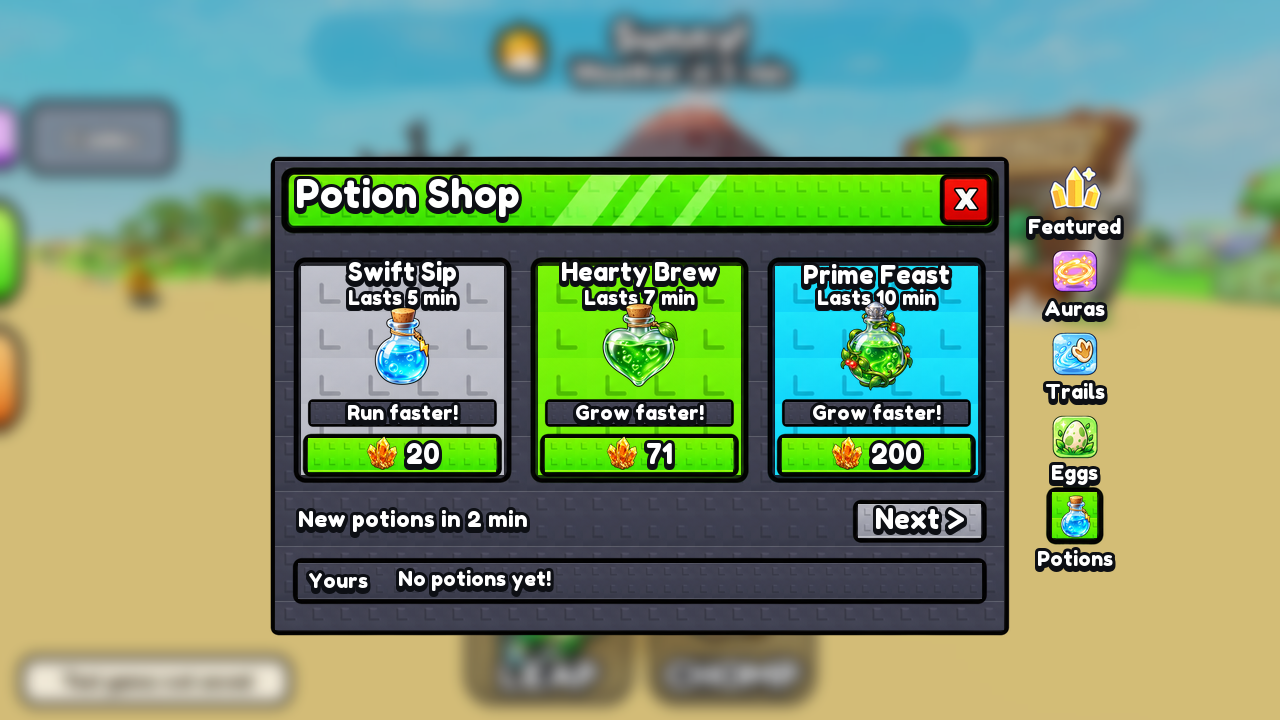 Potion Shop
X
Swift Sip
Lasts 5 min
Run faster!
20
Hearty Brew
Lasts 7 min
Grow faster!
71
Prime Feast
Lasts 10 min
Grow faster!
200
New potions in 2 min
Next >
Yours
No potions yet!
Featured
Auras
Trails
Eggs
Potions
LEAP
CHOMP